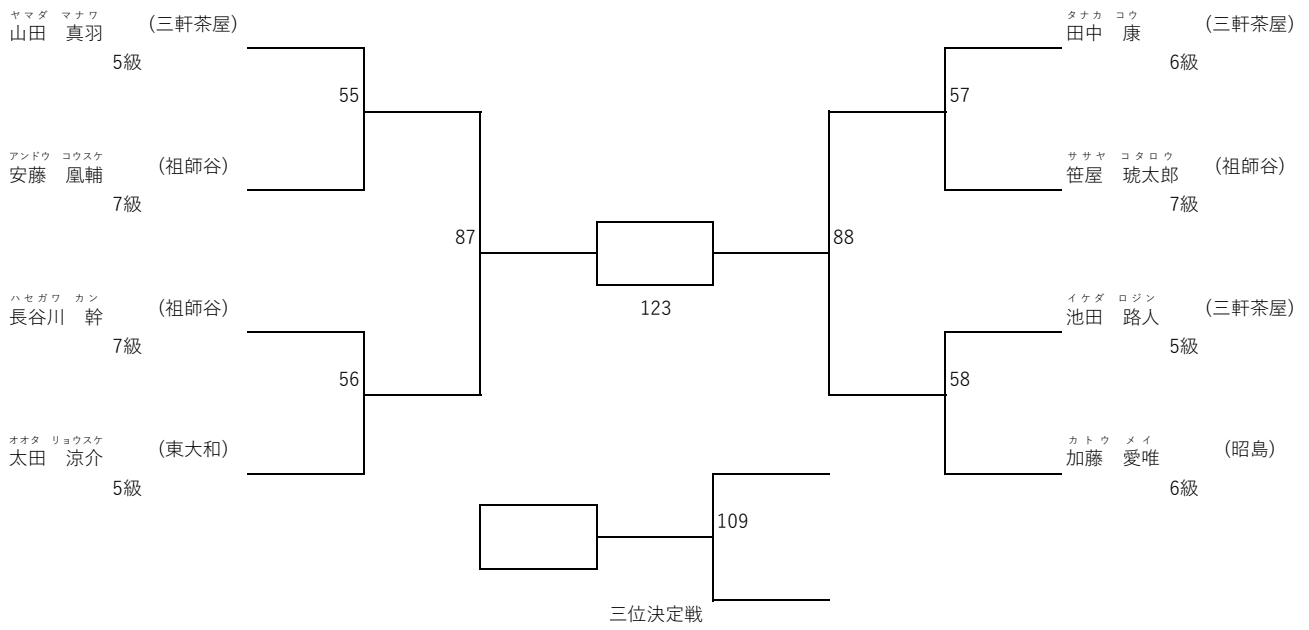 ヤマダ　マナワ
山田　真羽　(三軒茶屋)
5級
55
アンドウ　コウスケ
安藤　凰輔　(祖師谷)
7級
87
ハセガワ　カン
長谷川　幹　(祖師谷)
7級
56
オオタ　リョウスケ
太田　涼介　(東大和)
5級
123
タナカ　コウ
田中　康　(三軒茶屋)
6級
57
ササヤ　コタロウ
笹屋　琥太郎　(祖師谷)
7級
88
イケダ　ロジン
池田　路人　(三軒茶屋)
5級
58
カトウ　メイ
加藤　愛唯　(昭島)
6級
109
三位決定戦